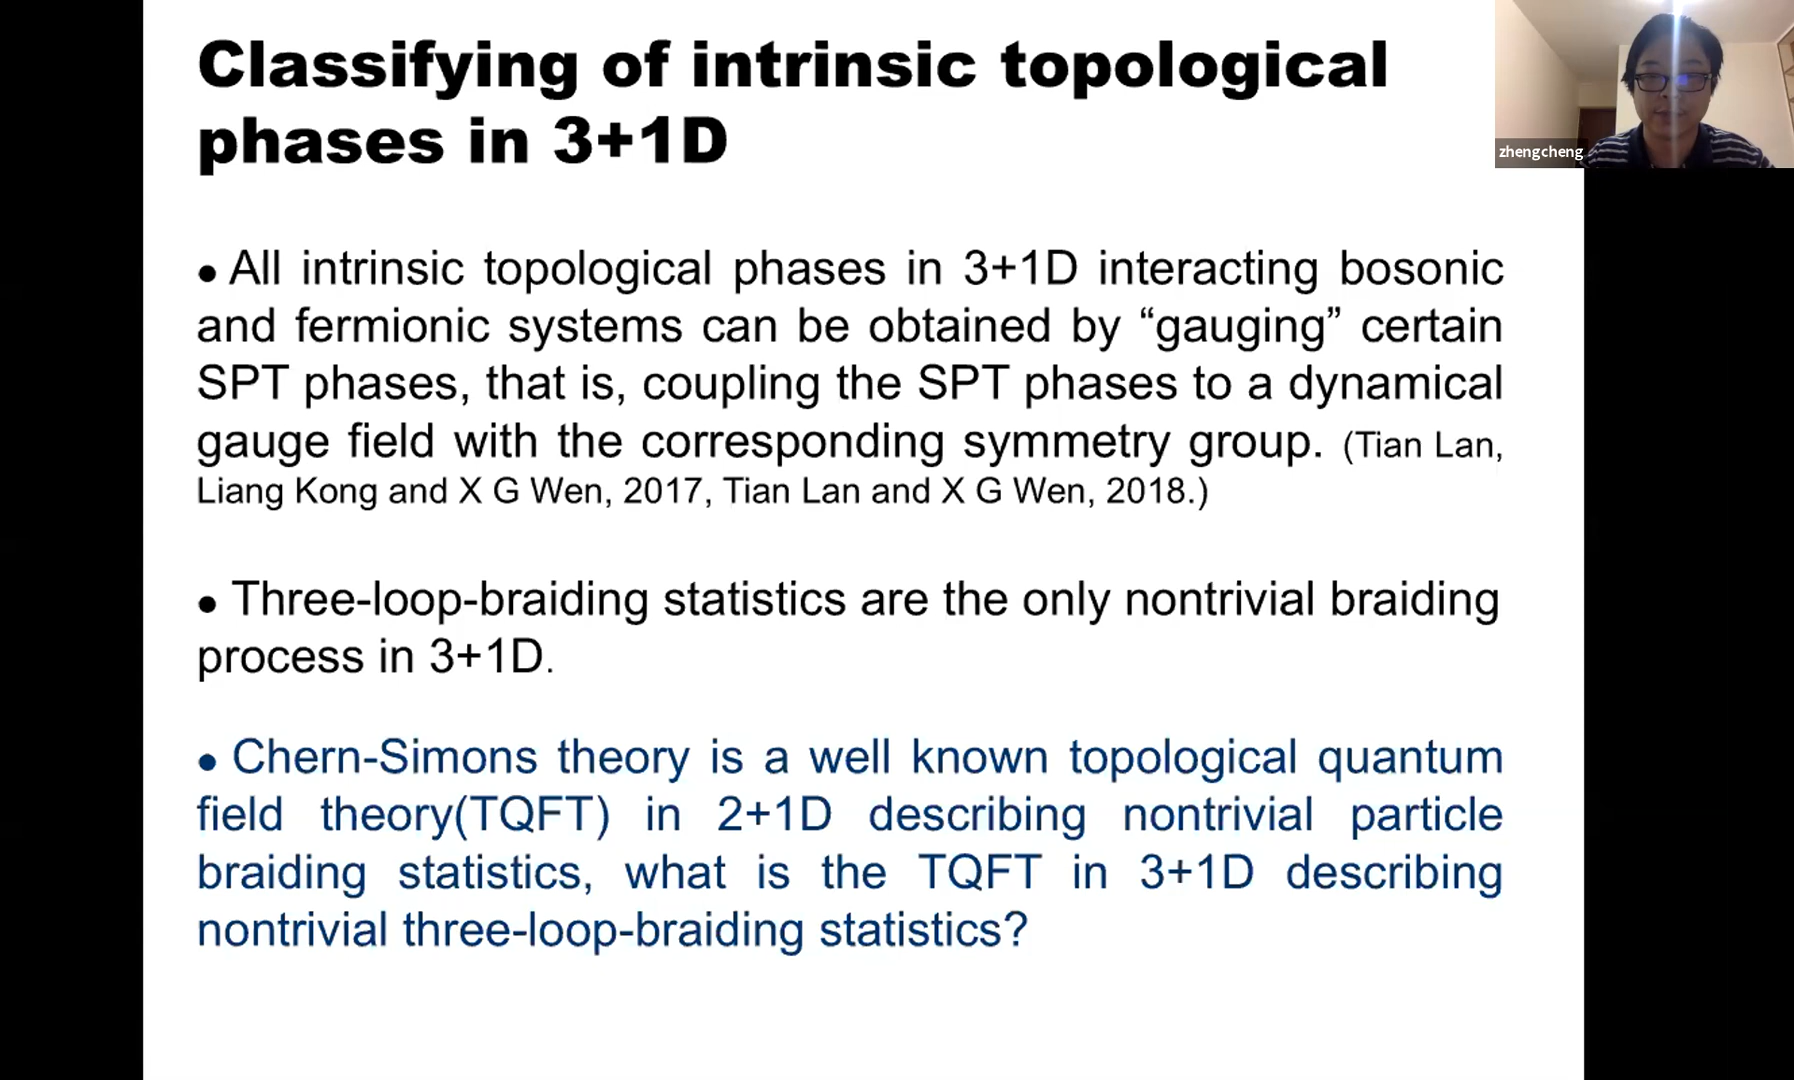 Classifying of intrinsic topological
phases in 3+1D
zhengcheng
● All intrinsic topological phases in 3+1D interacting bosonic
and fermionic systems can be obtained by “gauging” certain
SPT phases, that is, coupling the SPT phases to a dynamical
gauge field with the corresponding symmetry group. (Tian Lan,
Liang Kong and X G Wen, 2017, Tian Lan and X G Wen, 2018.)
● Three-loop-braiding statistics are the only nontrivial braiding
process in 3+1D.
● Chern-Simons theory is a well known topological quantum
field theory(TQFT) in 2+1D describing nontrivial particle
braiding statistics, what is the TQFT in 3+1D describing
nontrivial three-loop-braiding statistics?